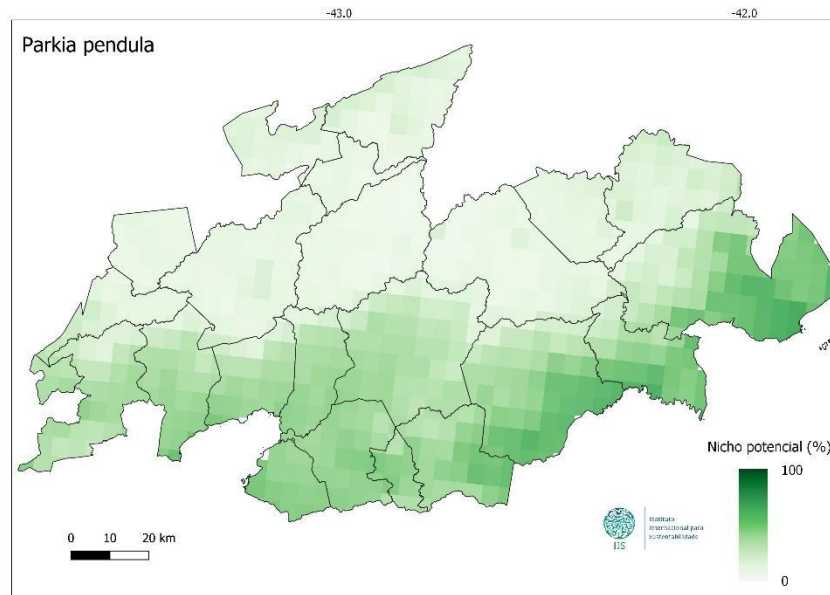 -43.0
-42.0
Parkia pendula
Nicho potencial (%)
100
0
Instituto
Internacional para
Sustentabilidade
IIS
0 10 20 km